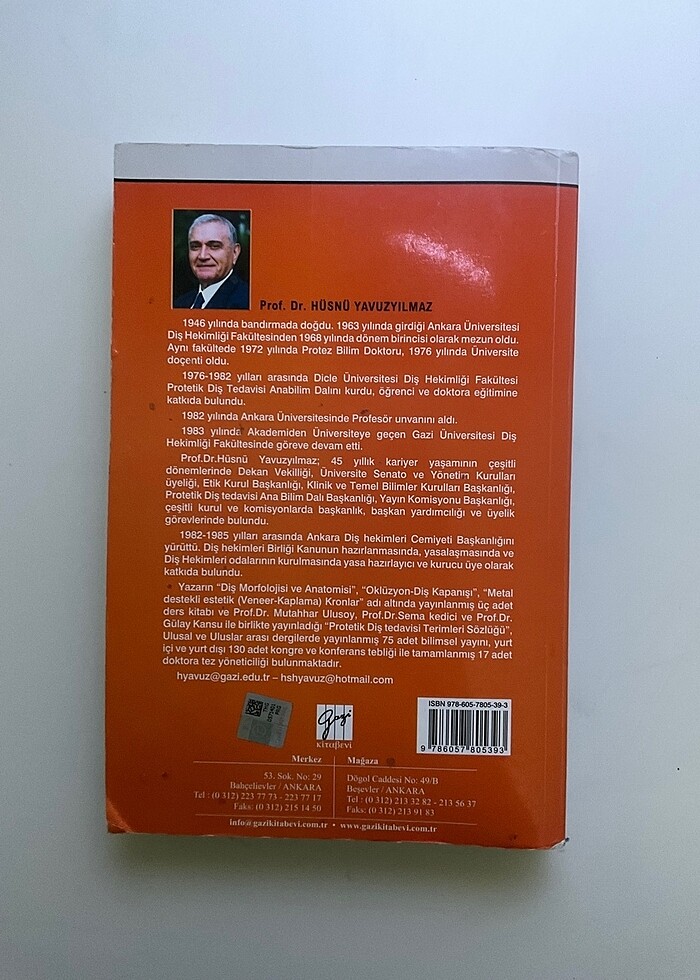 Prof. Dr. HÜSNÜ YAVUZYILMAZ
1946 yılında bandırmada doğdu. 1963 yılında girdiği Ankara Üniversitesi
Diş Hekimliği Fakültesinden 1968 yılında dönem birincisi olarak mezun oldu.
Aynı fakültede 1972 yılında Protez Bilim Doktoru, 1976 yılında Üniversite
doçenti oldu.
1976-1982 yılları arasında Dicle Üniversitesi Diş Hekimliği Fakültesi
Protetik Diş Tedavisi Anabilim Dalını kurdu, öğrenci ve doktora eğitimine
katkıda bulundu.
1982 yılında Ankara Üniversitesinde Profesör unvanını aldı.
1983 yılında Akademiden Üniversiteye geçen Gazi Üniversitesi Diş
Hekimliği Fakültesinde göreve devam etti.
Prof.Dr.Hüsnü Yavuzyılmaz; 45 yıllık kariyer yaşamının çeşitli
dönemlerinde Dekan Vekilliği, Üniversite Senato ve Yönetim Kurulları
üyeliği, Etik Kurul Başkanlığı, Klinik ve Temel Bilimler Kurulları Başkanlığı,
Protetik Diş tedavisi Ana Bilim Dalı Başkanlığı, Yayın Komisyonu Başkanlığı,
çeşitli kurul ve komisyonlarda başkanlık, başkan yardımcılığı ve üyelik
görevlerinde bulundu.
1982-1985 yılları arasında Ankara Diş hekimleri Cemiyeti Başkanlığını
yürüttü. Diş hekimleri Birliği Kanunun hazırlanmasında, yasalaşmasında ve
Diş Hekimleri odalarının kurulmasında yasa hazırlayıcı ve kurucu üye olarak
katkıda bulundu.
Yazarın "Diş Morfolojisi ve Anatomisi", "Oklüzyon-Diş Kapanışı", "Metal
destekli estetik (Veneer-Kaplama) Kronlar" adı altında yayınlanmış üç adet
ders kitabı ve Prof.Dr. Mutahhar Ulusoy, Prof.Dr.Sema kedici ve Prof.Dr.
Gülay Kansu ile birlikte yayınladığı "Protetik Diş tedavisi Terimleri Sözlüğü",
Ulusal ve Uluslar arası dergilerde yayınlanmış 75 adet bilimsel yayını, yurt
içi ve yurt dışı 130 adet kongre ve konferans tebliği ile tamamlanmış 17 adet
doktora tez yöneticiliği bulunmaktadır.
hyavuz@gazi.edu.tr – hshyavuz@hotmail.com
Gazi
kitabevi
ISBN 978-605-7805-39-3
9 786057 805393
Merkez
53. Sok. No: 29
Bahçelievler / ANKARA
Tel : (0 312) 223 77 73 - 223 77 17
Faks: (0 312) 215 14 50
Mağaza
Dögol Caddesi No: 49/B
Beşevler / ANKARA
Tel : (0 312) 213 32 82 - 213 56 37
Faks: (0 312) 213 91 83
info@gazikitabevi.com.tr • www.gazikitabevi.com.tr